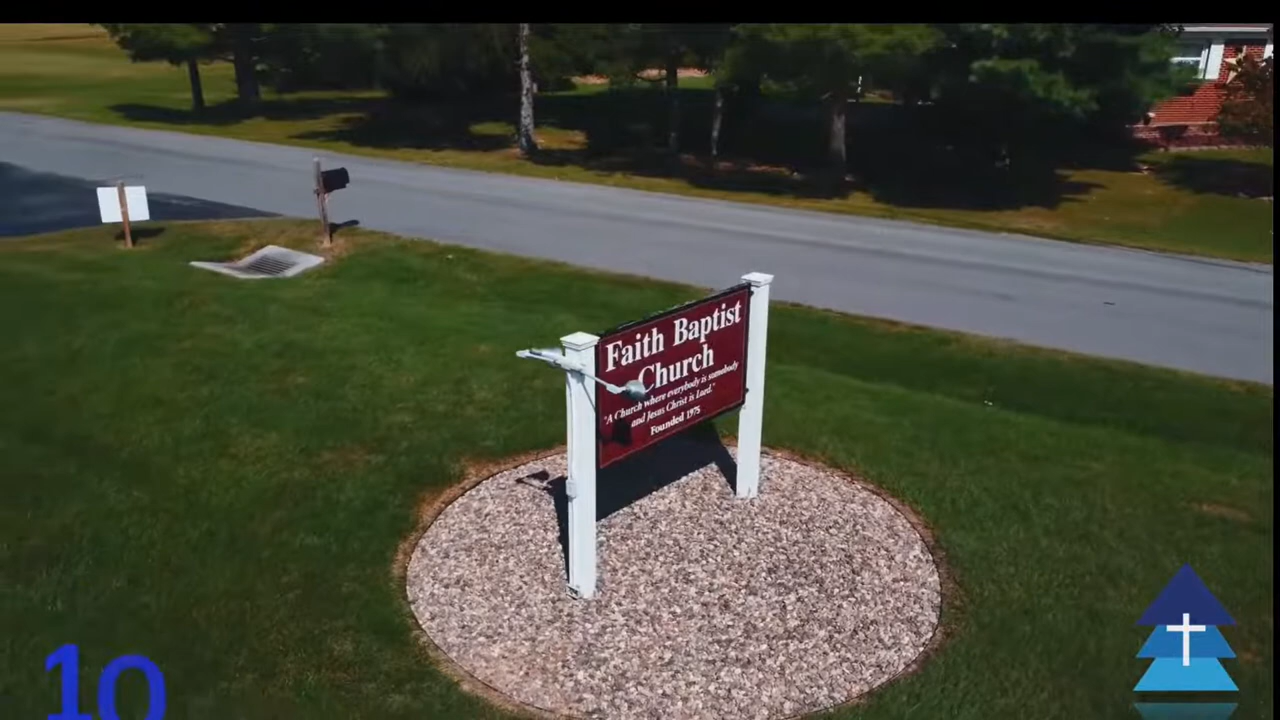 Faith Baptist
Church
"A Church where everybody is somebody
and Jesus Christ is Lord."
Founded 1975
10